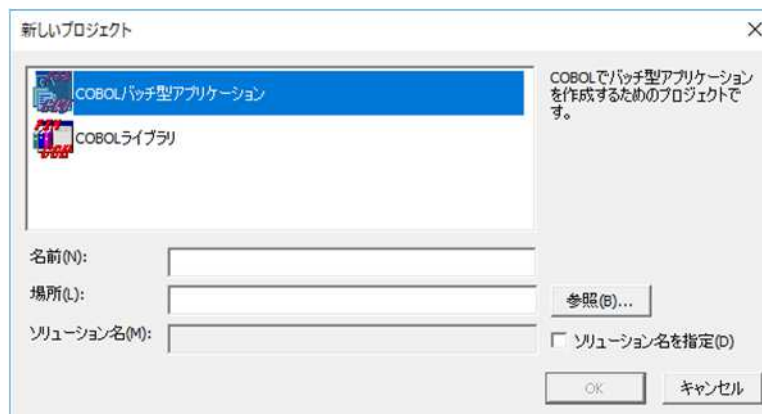 新しいプロジェクト
COBOLバッチ型アプリケーション
COBOLライブラリ
COBOLでバッチ型アプリケーション
を作成するためのプロジェクトで
す。
名前(N):
場所(L):
参照(B)...
ソリューション名(M):
ソリューション名を指定(D)
OK
キャンセル